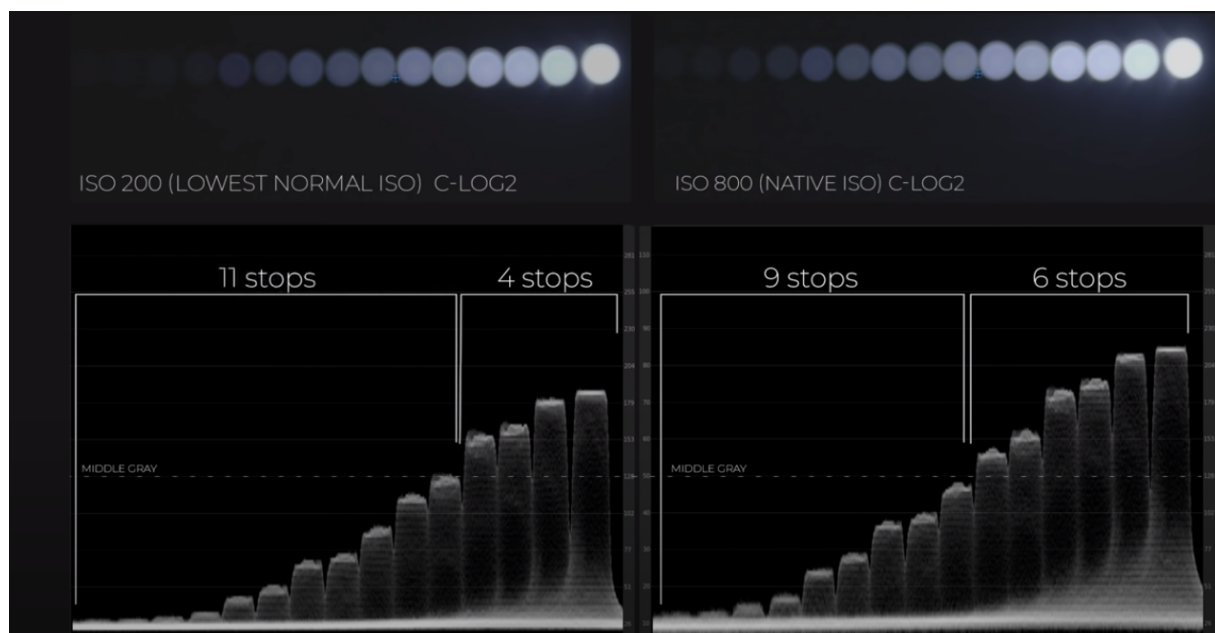 ISO 200 (LOWEST NORMAL ISO) C-LOG2
ISO 800 (NATIVE ISO) C-LOG2
11 stops
4 stops
9 stops
6 stops
MIDDLE GRAY
MIDDLE GRAY